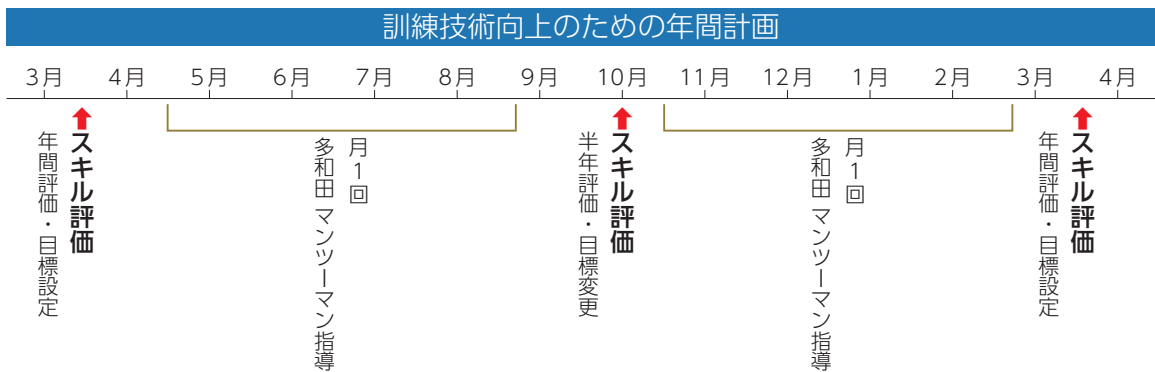 訓練技術向上のための年間計画
3月 4月 5月 6月 7月 8月 9月 10月 11月 12月 1月 2月 3月 4月
スキル評価
年間評価・目標設定
月1回
多和田 マンツーマン指導
スキル評価
半年評価・目標変更
月1回
多和田 マンツーマン指導
スキル評価
年間評価・目標設定